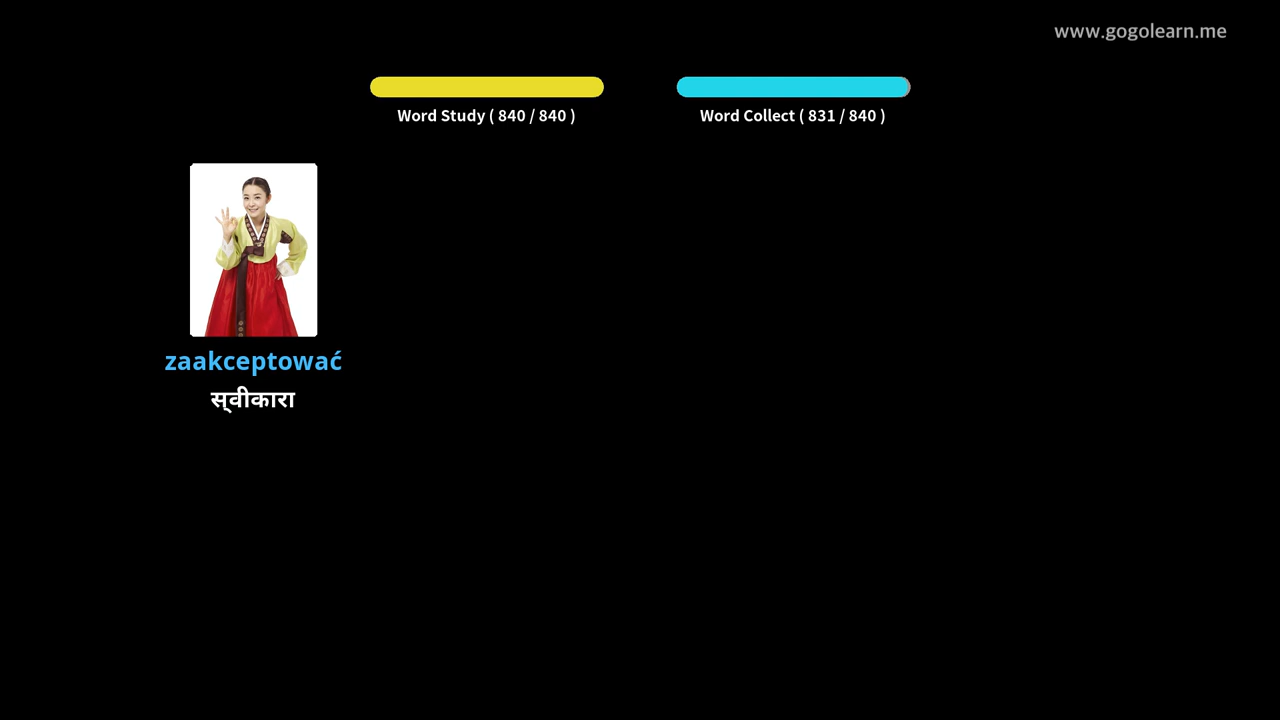 www.gogolearn.me
Word Study ( 840 / 840 )
Word Collect ( 831 / 840 )
zaakceptować
स्वीकारा